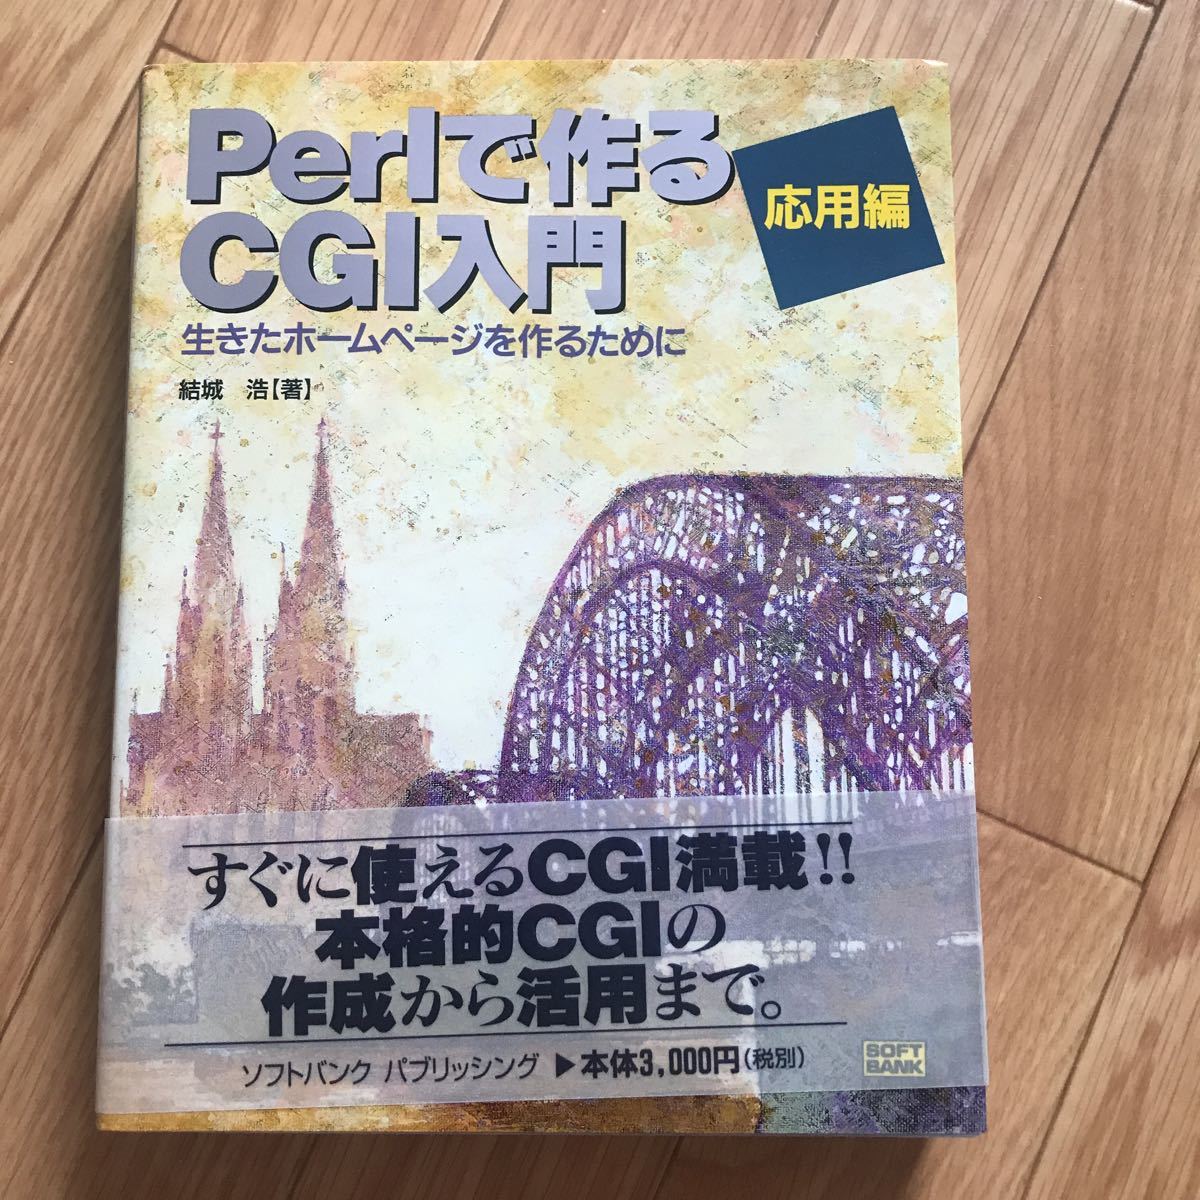 Perlで作る
CGI入門
応用編
生きたホームページを作るために
結城 浩【著】
すぐに使えるCGI満載!!
本格的CGIの
作成から活用まで。
ソフトバンク パブリッシング ▶本体3,000円(税別)
SOFT
BANK